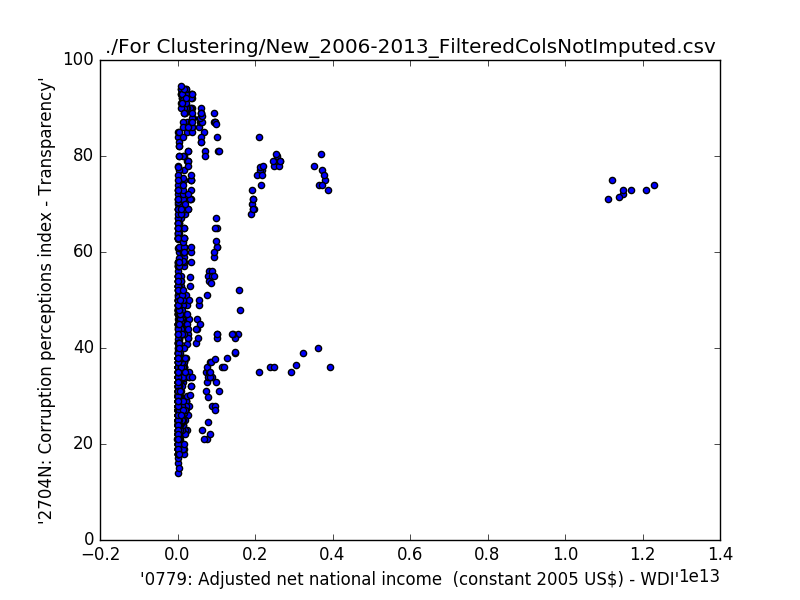 ./For Clustering/New_2006-2013_FilteredColsNotImputed.csv
100
80
60
40
20
0
'2704N: Corruption perceptions index - Transparency'
−0.2 0.0 0.2 0.4 0.6 0.8 1.0 1.2 1.4
1e13
'0779: Adjusted net national income  (constant 2005 US$) - WDI'